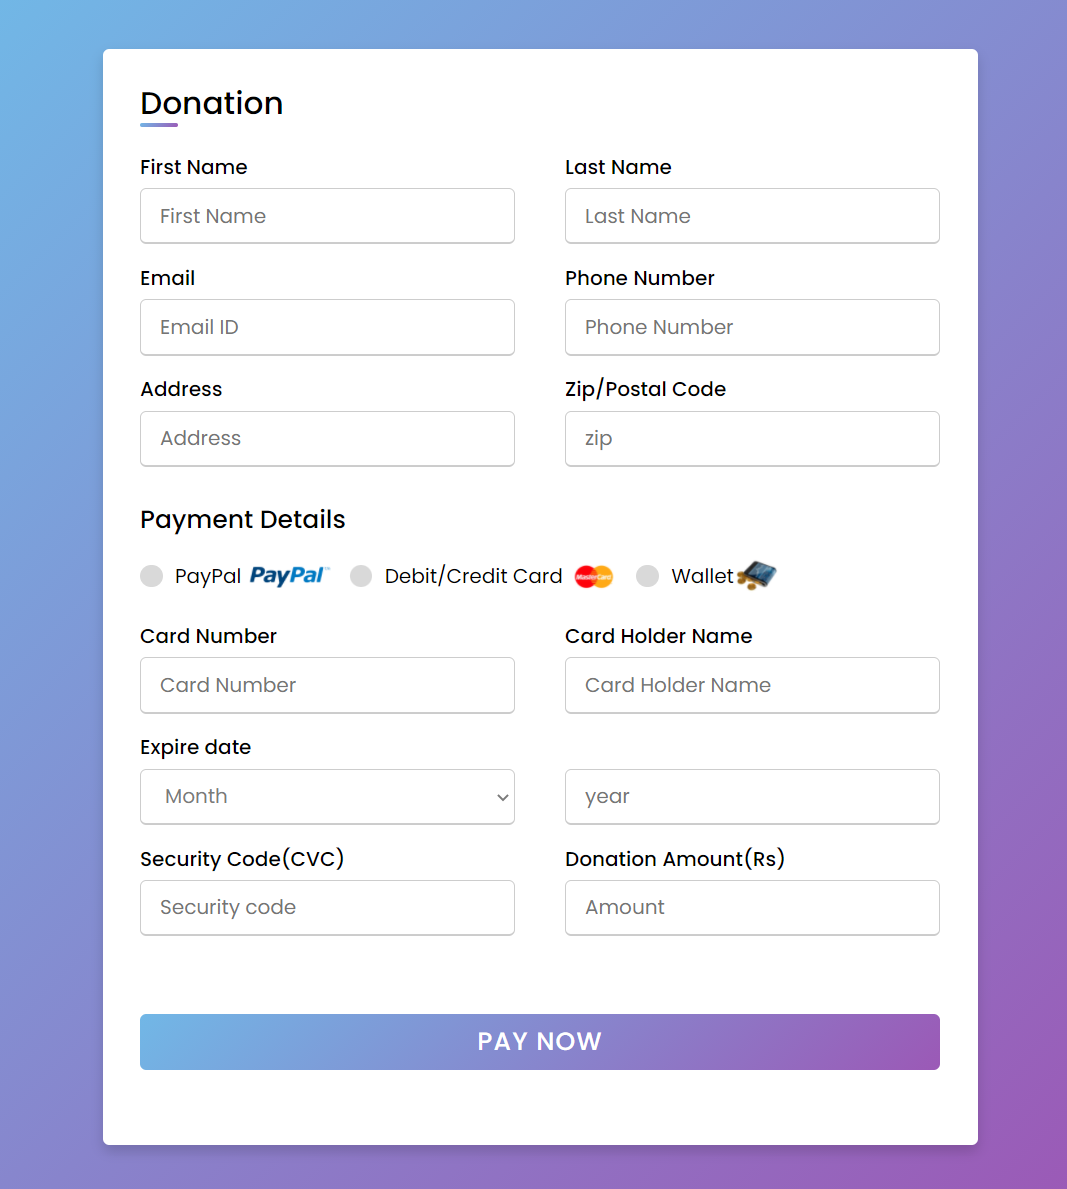 Donation
First Name Last Name
First Name Last Name
Email Phone Number
Email ID Phone Number
Address Zip/Postal Code
Address zip
Payment Details
PayPal PayPal™ Debit/Credit Card MasterCard Wallet
Card Number Card Holder Name
Card Number Card Holder Name
Expire date
Month year
Security Code(CVC) Donation Amount(Rs)
Security code Amount
PAY NOW